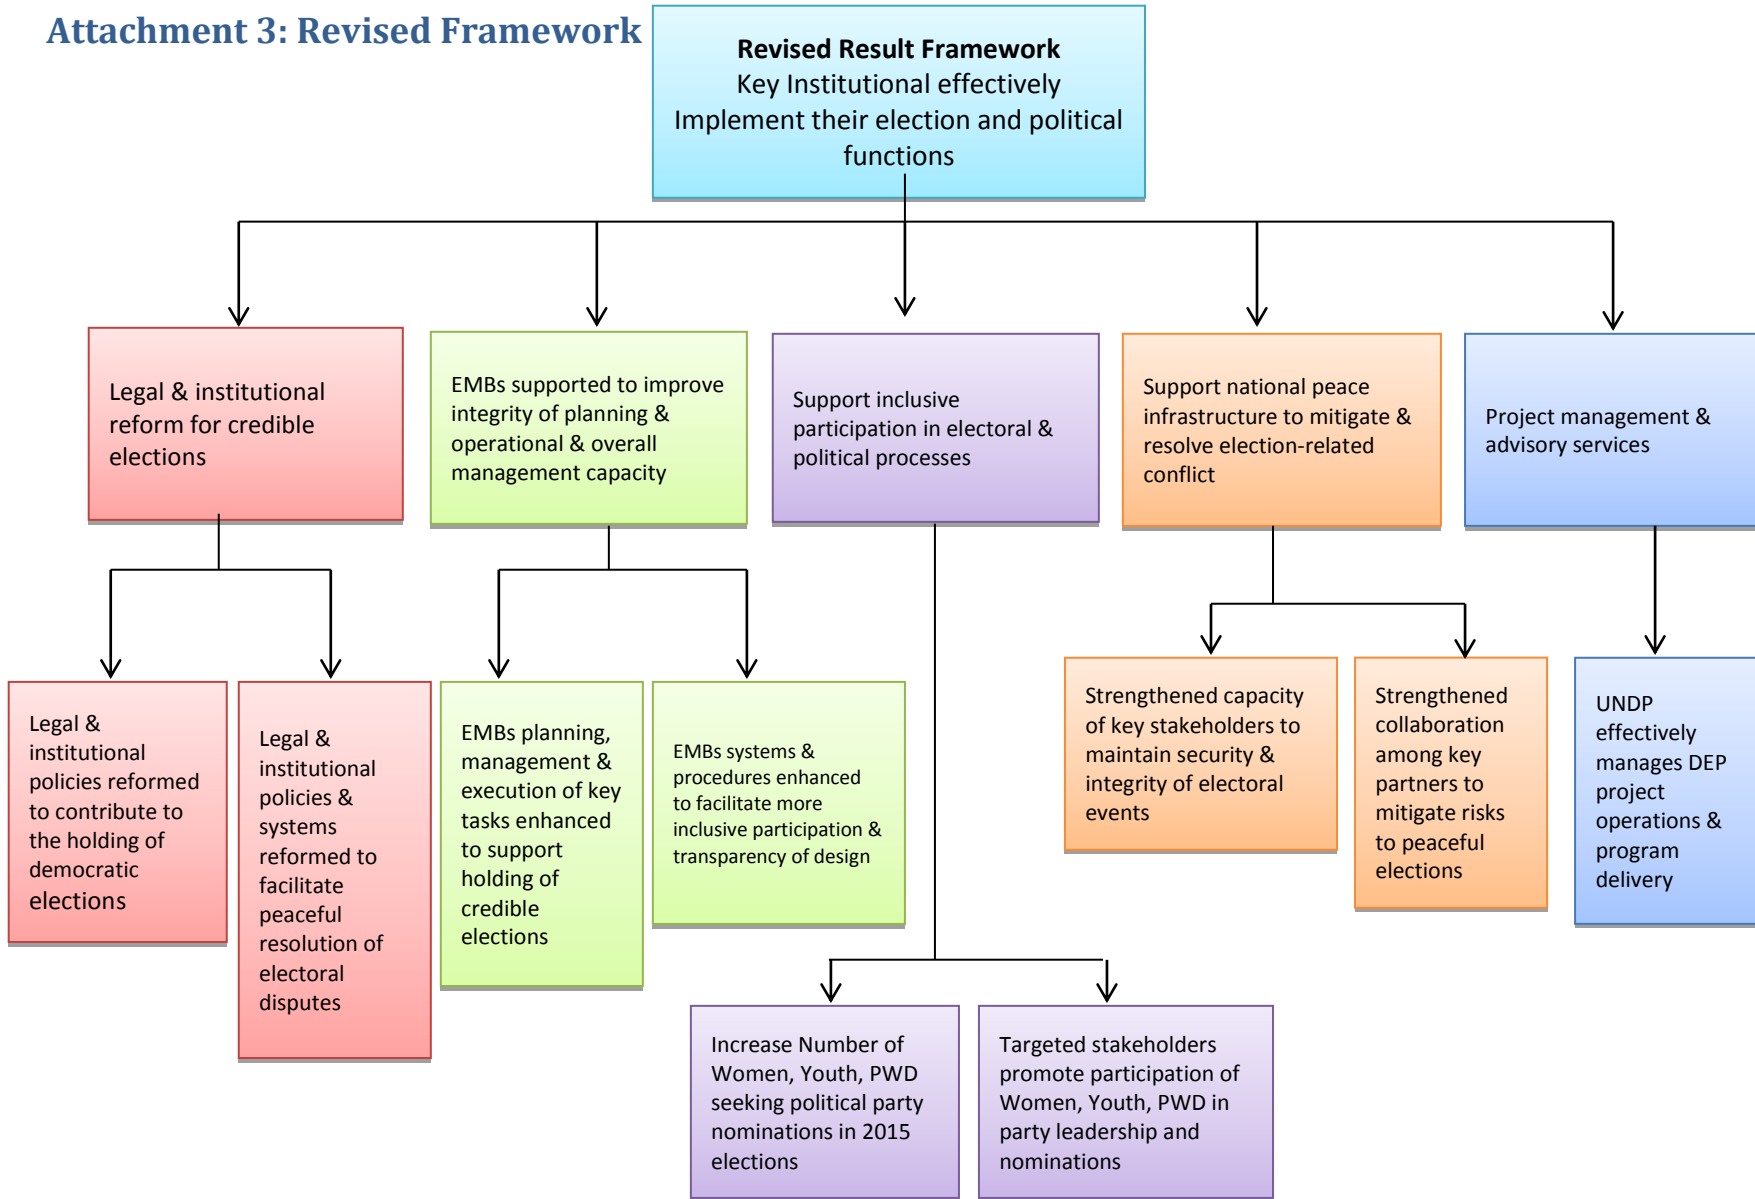 Attachment 3: Revised Framework
Revised Result Framework
Key Institutional effectively
Implement their election and political
functions
Legal & institutional
reform for credible
elections
EMBs supported to improve
integrity of planning &
operational & overall
management capacity
Support inclusive
participation in electoral &
political processes
Support national peace
infrastructure to mitigate &
resolve election-related
conflict
Project management &
advisory services
Legal &
institutional
policies reformed
to contribute to
the holding of
democratic
elections
Legal &
institutional
policies &
systems
reformed to
facilitate
peaceful
resolution of
electoral
disputes
EMBs planning,
management &
execution of key
tasks enhanced
to support
holding of
credible
elections
EMBs systems &
procedures enhanced
to facilitate more
inclusive participation &
transparency of design
Strengthened capacity
of key stakeholders to
maintain security &
integrity of electoral
events
Strengthened
collaboration
among key
partners to
mitigate risks
to peaceful
elections
UNDP
effectively
manages DEP
project
operations &
program
delivery
Increase Number of
Women, Youth, PWD
seeking political party
nominations in 2015
elections
Targeted stakeholders
promote participation of
Women, Youth, PWD in
party leadership and
nominations